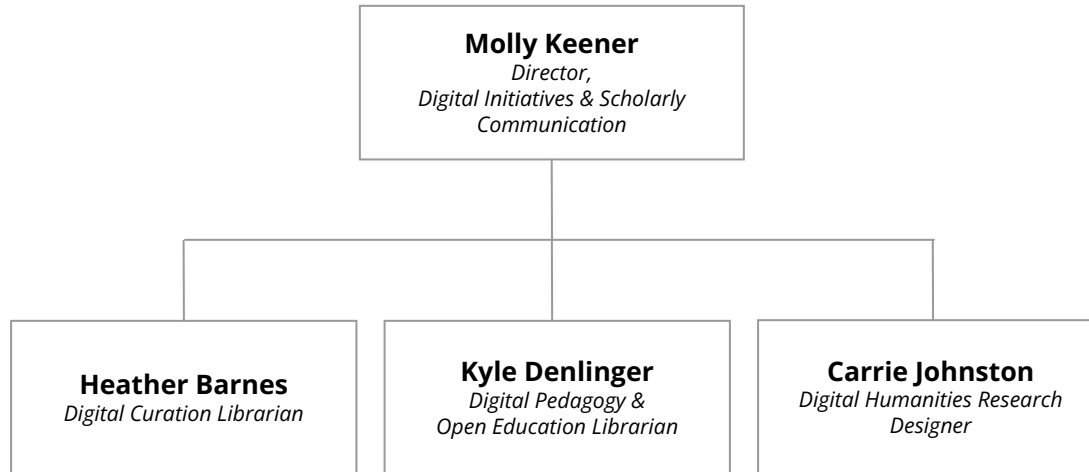 Molly Keener
Director,
Digital Initiatives & Scholarly
Communication
Heather Barnes
Digital Curation Librarian
Kyle Denlinger
Digital Pedagogy &
Open Education Librarian
Carrie Johnston
Digital Humanities Research
Designer